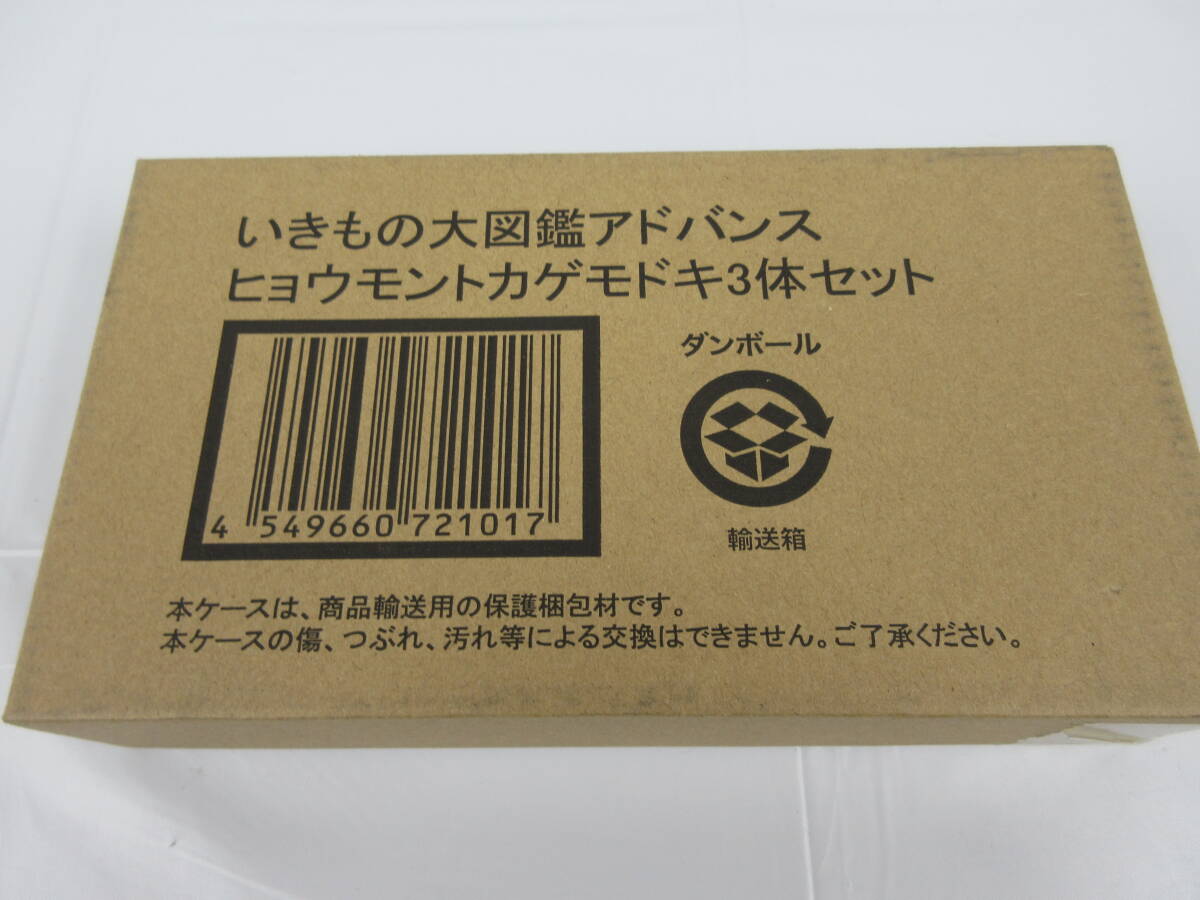 いきもの大図鑑アドバンス
ヒョウモントカゲモドキ3体セット
ダンボール
4 549660 721017
輸送箱
本ケースは、商品輸送用の保護梱包材です。
本ケースの傷、つぶれ、汚れ等による交換はできません。ご了承ください。